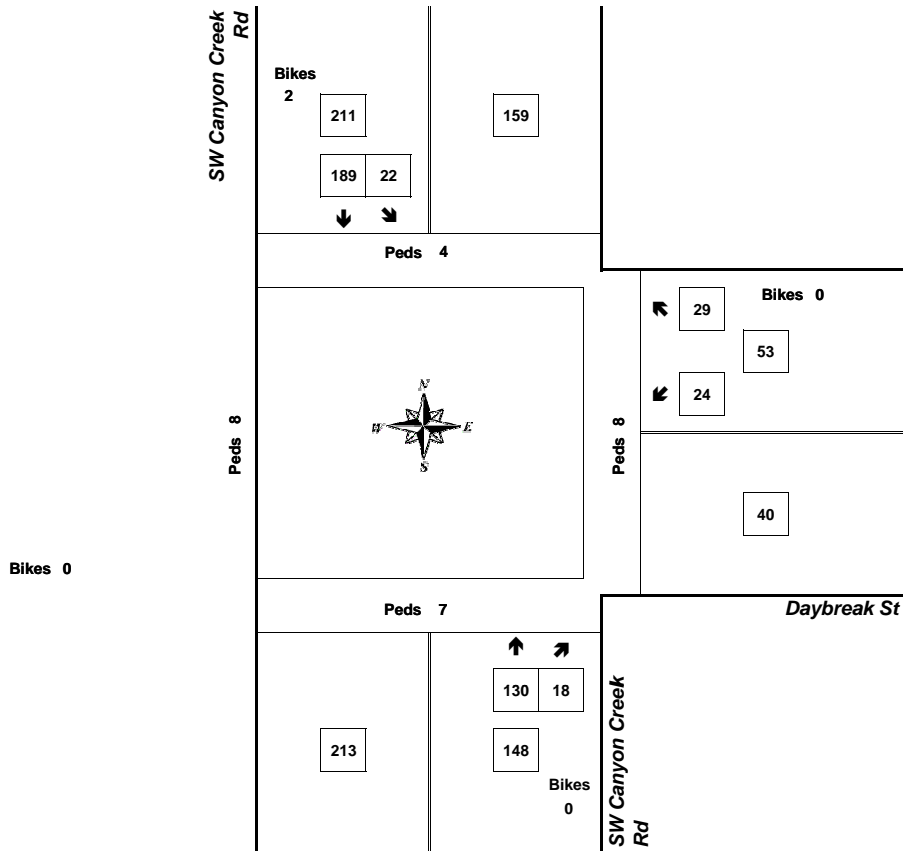 SW Canyon Creek
Rd
Bikes
2
211
159
189 22
Peds 4
Bikes 0
29
53
24
N
W E
S
Peds 8
Peds 8
40
Bikes 0
Peds 7
Daybreak St
130 18
213
148
Bikes
0
SW Canyon Creek
Rd